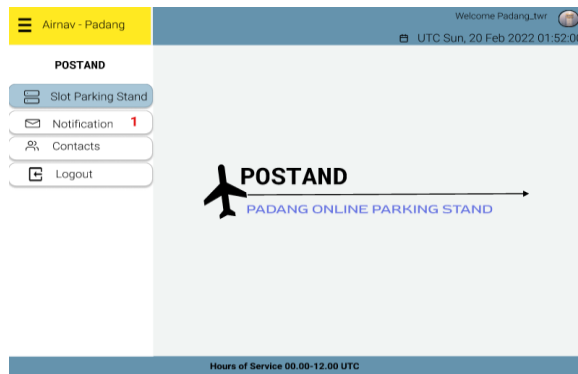 Airnav - Padang
Welcome Padang_twr
UTC Sun, 20 Feb 2022 01:52:0
POSTAND
Slot Parking Stand
Notification 1
Contacts
Logout
POSTAND
PADANG ONLINE PARKING STAND
Hours of Service 00.00-12.00 UTC